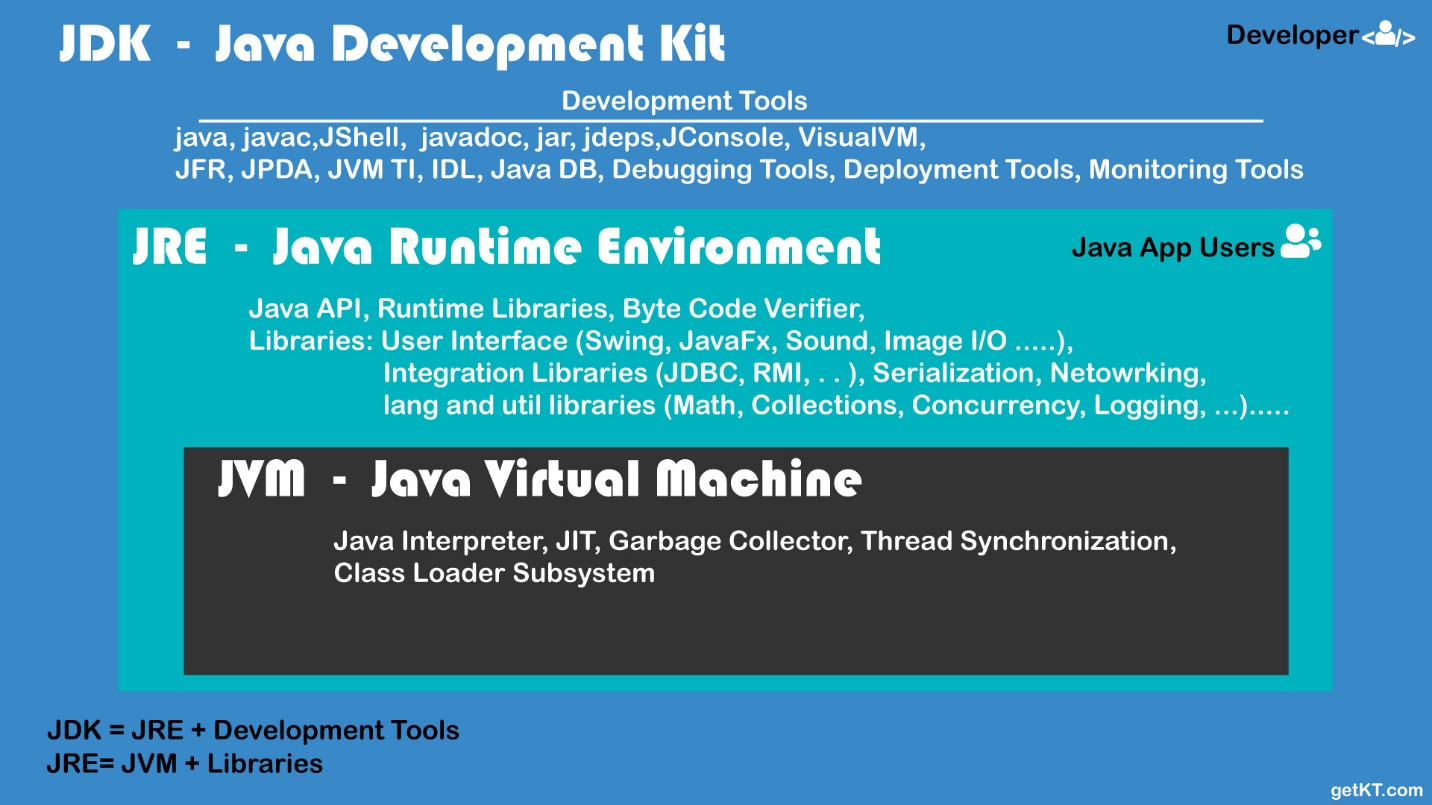 JDK - Java Development Kit
Developer
</>
Development Tools
java, javac,JShell, javadoc, jar, jdeps,JConsole, VisualVM,
JFR, JPDA, JVM TI, IDL, Java DB, Debugging Tools, Deployment Tools, Monitoring Tools
JRE - Java Runtime Environment
Java App Users
Java API, Runtime Libraries, Byte Code Verifier,
Libraries: User Interface (Swing, JavaFx, Sound, Image I/O .....),
Integration Libraries (JDBC, RMI, . . ), Serialization, Netowrking,
lang and util libraries (Math, Collections, Concurrency, Logging, ...).....
JVM - Java Virtual Machine
Java Interpreter, JIT, Garbage Collector, Thread Synchronization,
Class Loader Subsystem
JDK = JRE + Development Tools
JRE= JVM + Libraries
getKT.com